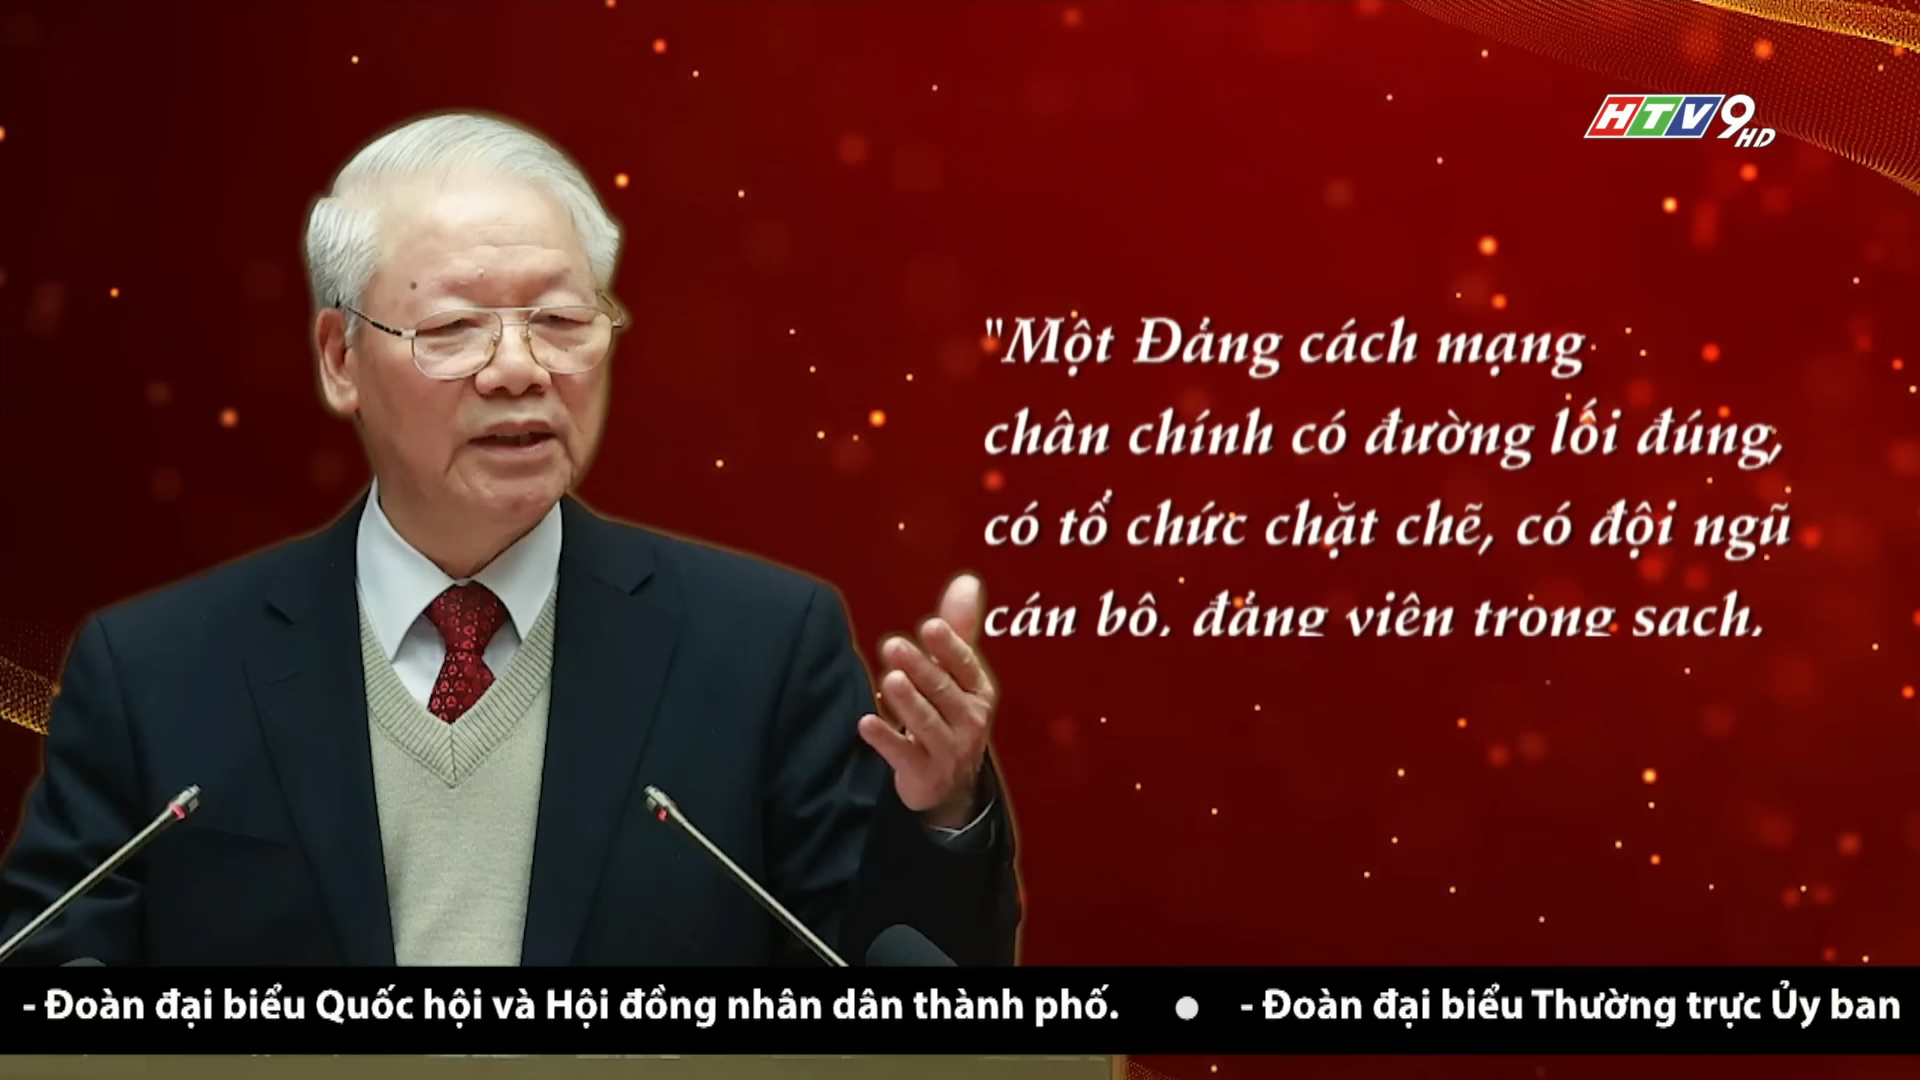 HTV9 HD
"Một Đảng cách mạng
chân chính có đường lối đúng,
có tổ chức chặt chẽ, có đội ngũ
cán bộ, đảng viên trong sạch,
- Đoàn đại biểu Quốc hội và Hội đồng nhân dân thành phố. ● - Đoàn đại biểu Thường trực Ủy ban